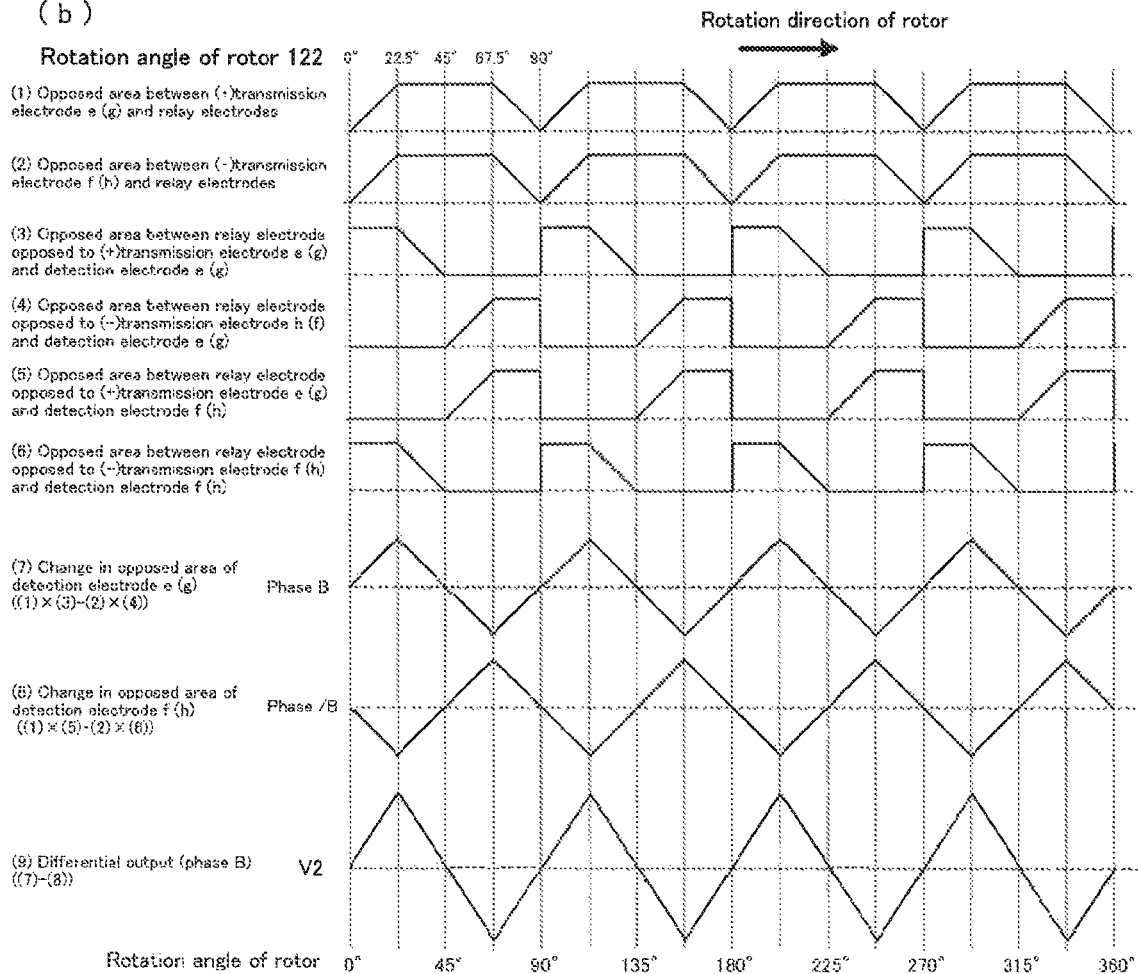 (b)
Rotation direction of rotor
Rotation angle of rotor 122
0° 22.5° 45° 67.5° 90°
(1) Opposed area between (+)transmission
electrode e (g) and relay electrodes
(2) Opposed area between (-)transmission
electrode f (h) and relay electrodes
(3) Opposed area between relay electrode
opposed to (+)transmission electrode e (g)
and detection electrode e (g)
(4) Opposed area between relay electrode
opposed to (-)transmission electrode h (f)
and detection electrode e (g)
(5) Opposed area between relay electrode
opposed to (+)transmission electrode e (g)
and detection electrode f (h)
(6) Opposed area between relay electrode
opposed to (-)transmission electrode f (h)
and detection electrode f (h)
(7) Change in opposed area of
detection electrode e (g)
((1)×(3)-(2)×(4))
Phase B
(8) Change in opposed area of
detection electrode f (h)
((1)×(5)-(2)×(6))
Phase /B
(9) Differential output (phase B)
((7)-(8))
V2
Rotation angle of rotor
0° 45° 90° 135° 180° 225° 270° 315° 360°